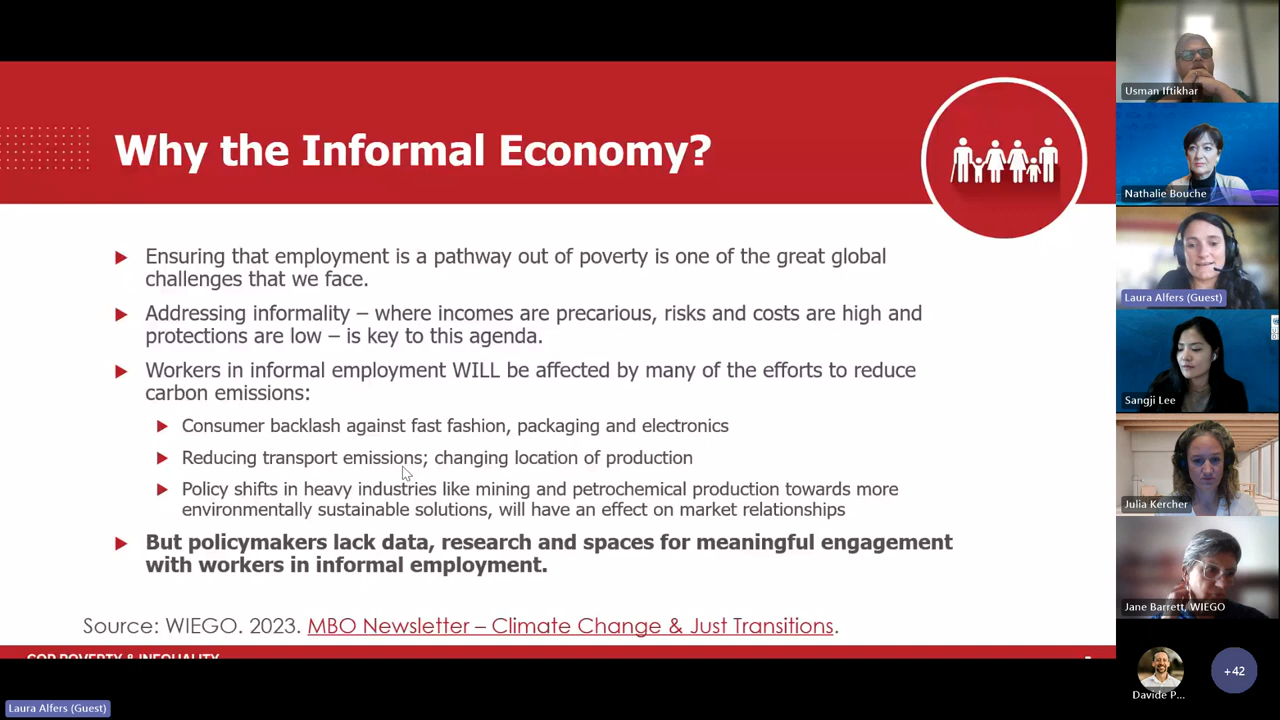 Why the Informal Economy?
Ensuring that employment is a pathway out of poverty is one of the great global
challenges that we face.
Addressing informality – where incomes are precarious, risks and costs are high and
protections are low – is key to this agenda.
Workers in informal employment WILL be affected by many of the efforts to reduce
carbon emissions:
Consumer backlash against fast fashion, packaging and electronics
Reducing transport emissions; changing location of production
Policy shifts in heavy industries like mining and petrochemical production towards more
environmentally sustainable solutions, will have an effect on market relationships
But policymakers lack data, research and spaces for meaningful engagement
with workers in informal employment.
Source: WIEGO. 2023. MBO Newsletter – Climate Change & Just Transitions.
COP POVERTY & INEQUALITY
Laura Alfers (Guest)
Usman Iftikhar
Nathalie Bouche
Laura Alfers (Guest)
Sangji Lee
Julia Kercher
Jane Barrett, WIEGO
Davide P...
+42